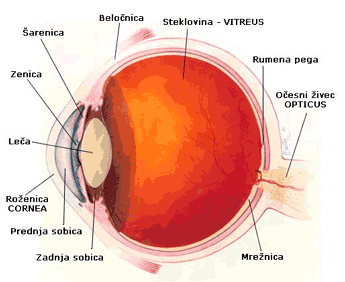 Beločnica
Steklovina - VITREUS
Šarenica
Rumena pega
Zenica
Očesni živec
OPTICUS
Leča
Roženica
CORNEA
Prednja sobica
Mrežnica
Zadnja sobica